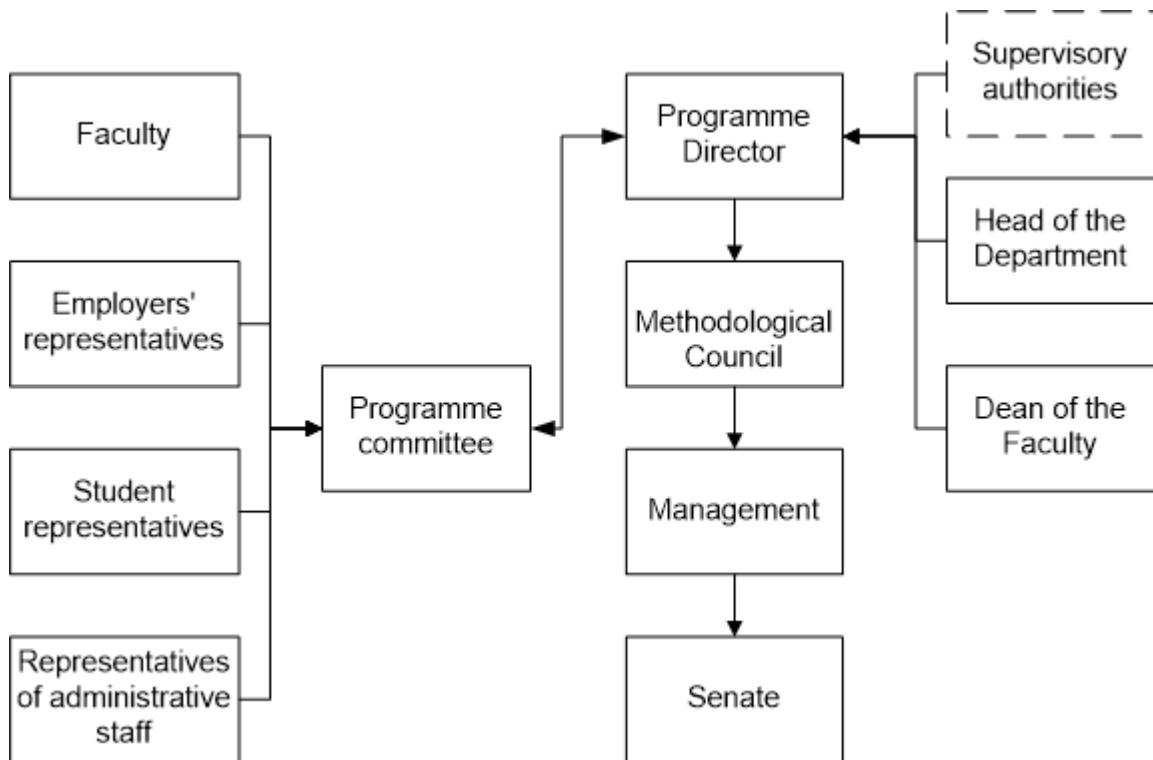 Faculty
Employers'
representatives
Student
representatives
Representatives
of administrative
staff
Programme
committee
Programme
Director
Methodological
Council
Management
Senate
Supervisory
authorities
Head of the
Department
Dean of the
Faculty